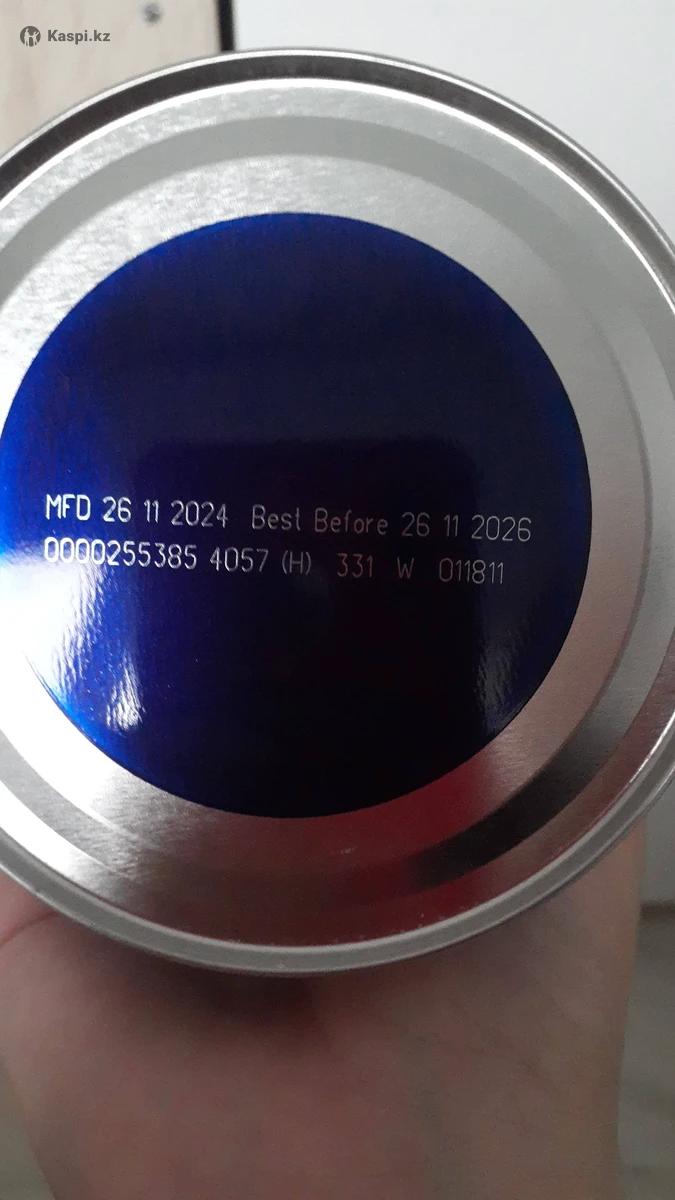 Kaspi.kz
MFD 26 11 2024 Best Before 26 11 2026
0000255385 4057 (H) 331 W 011811